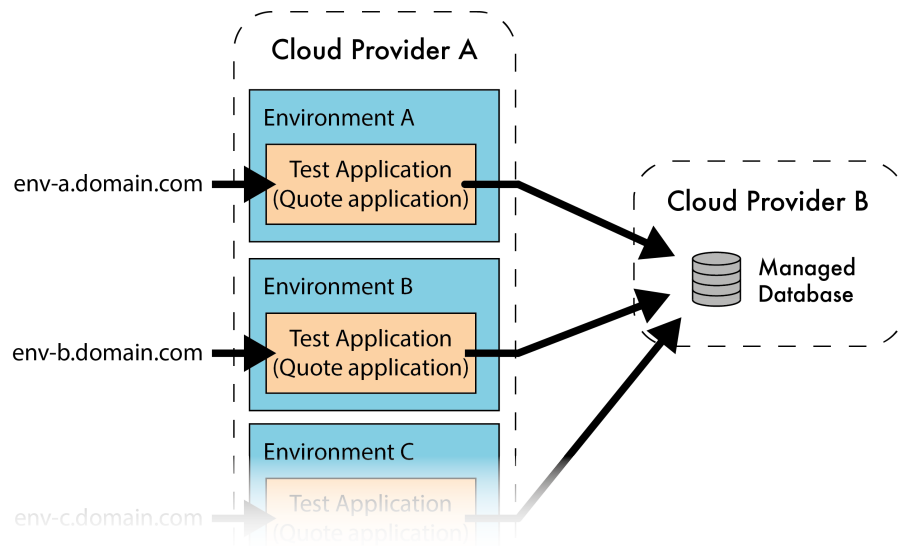 Cloud Provider A
Environment A
env-a.domain.com
Test Application
(Quote application)
Cloud Provider B
Managed
Database
Environment B
env-b.domain.com
Test Application
(Quote application)
Environment C
env-c.domain.com
Test Application
(Quote application)